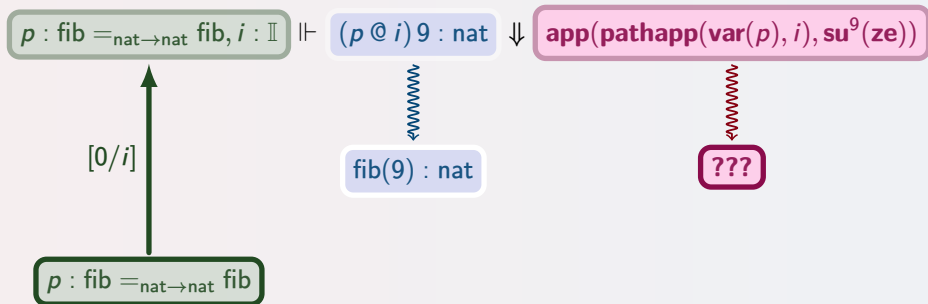 p : fib =nat→nat fib, i : 𝕀 ⊩ (p @ i) 9 : nat ⇓ app(pathapp(var(p), i), su⁹(ze))
[0/i]
fib(9) : nat ???
p : fib =nat→nat fib